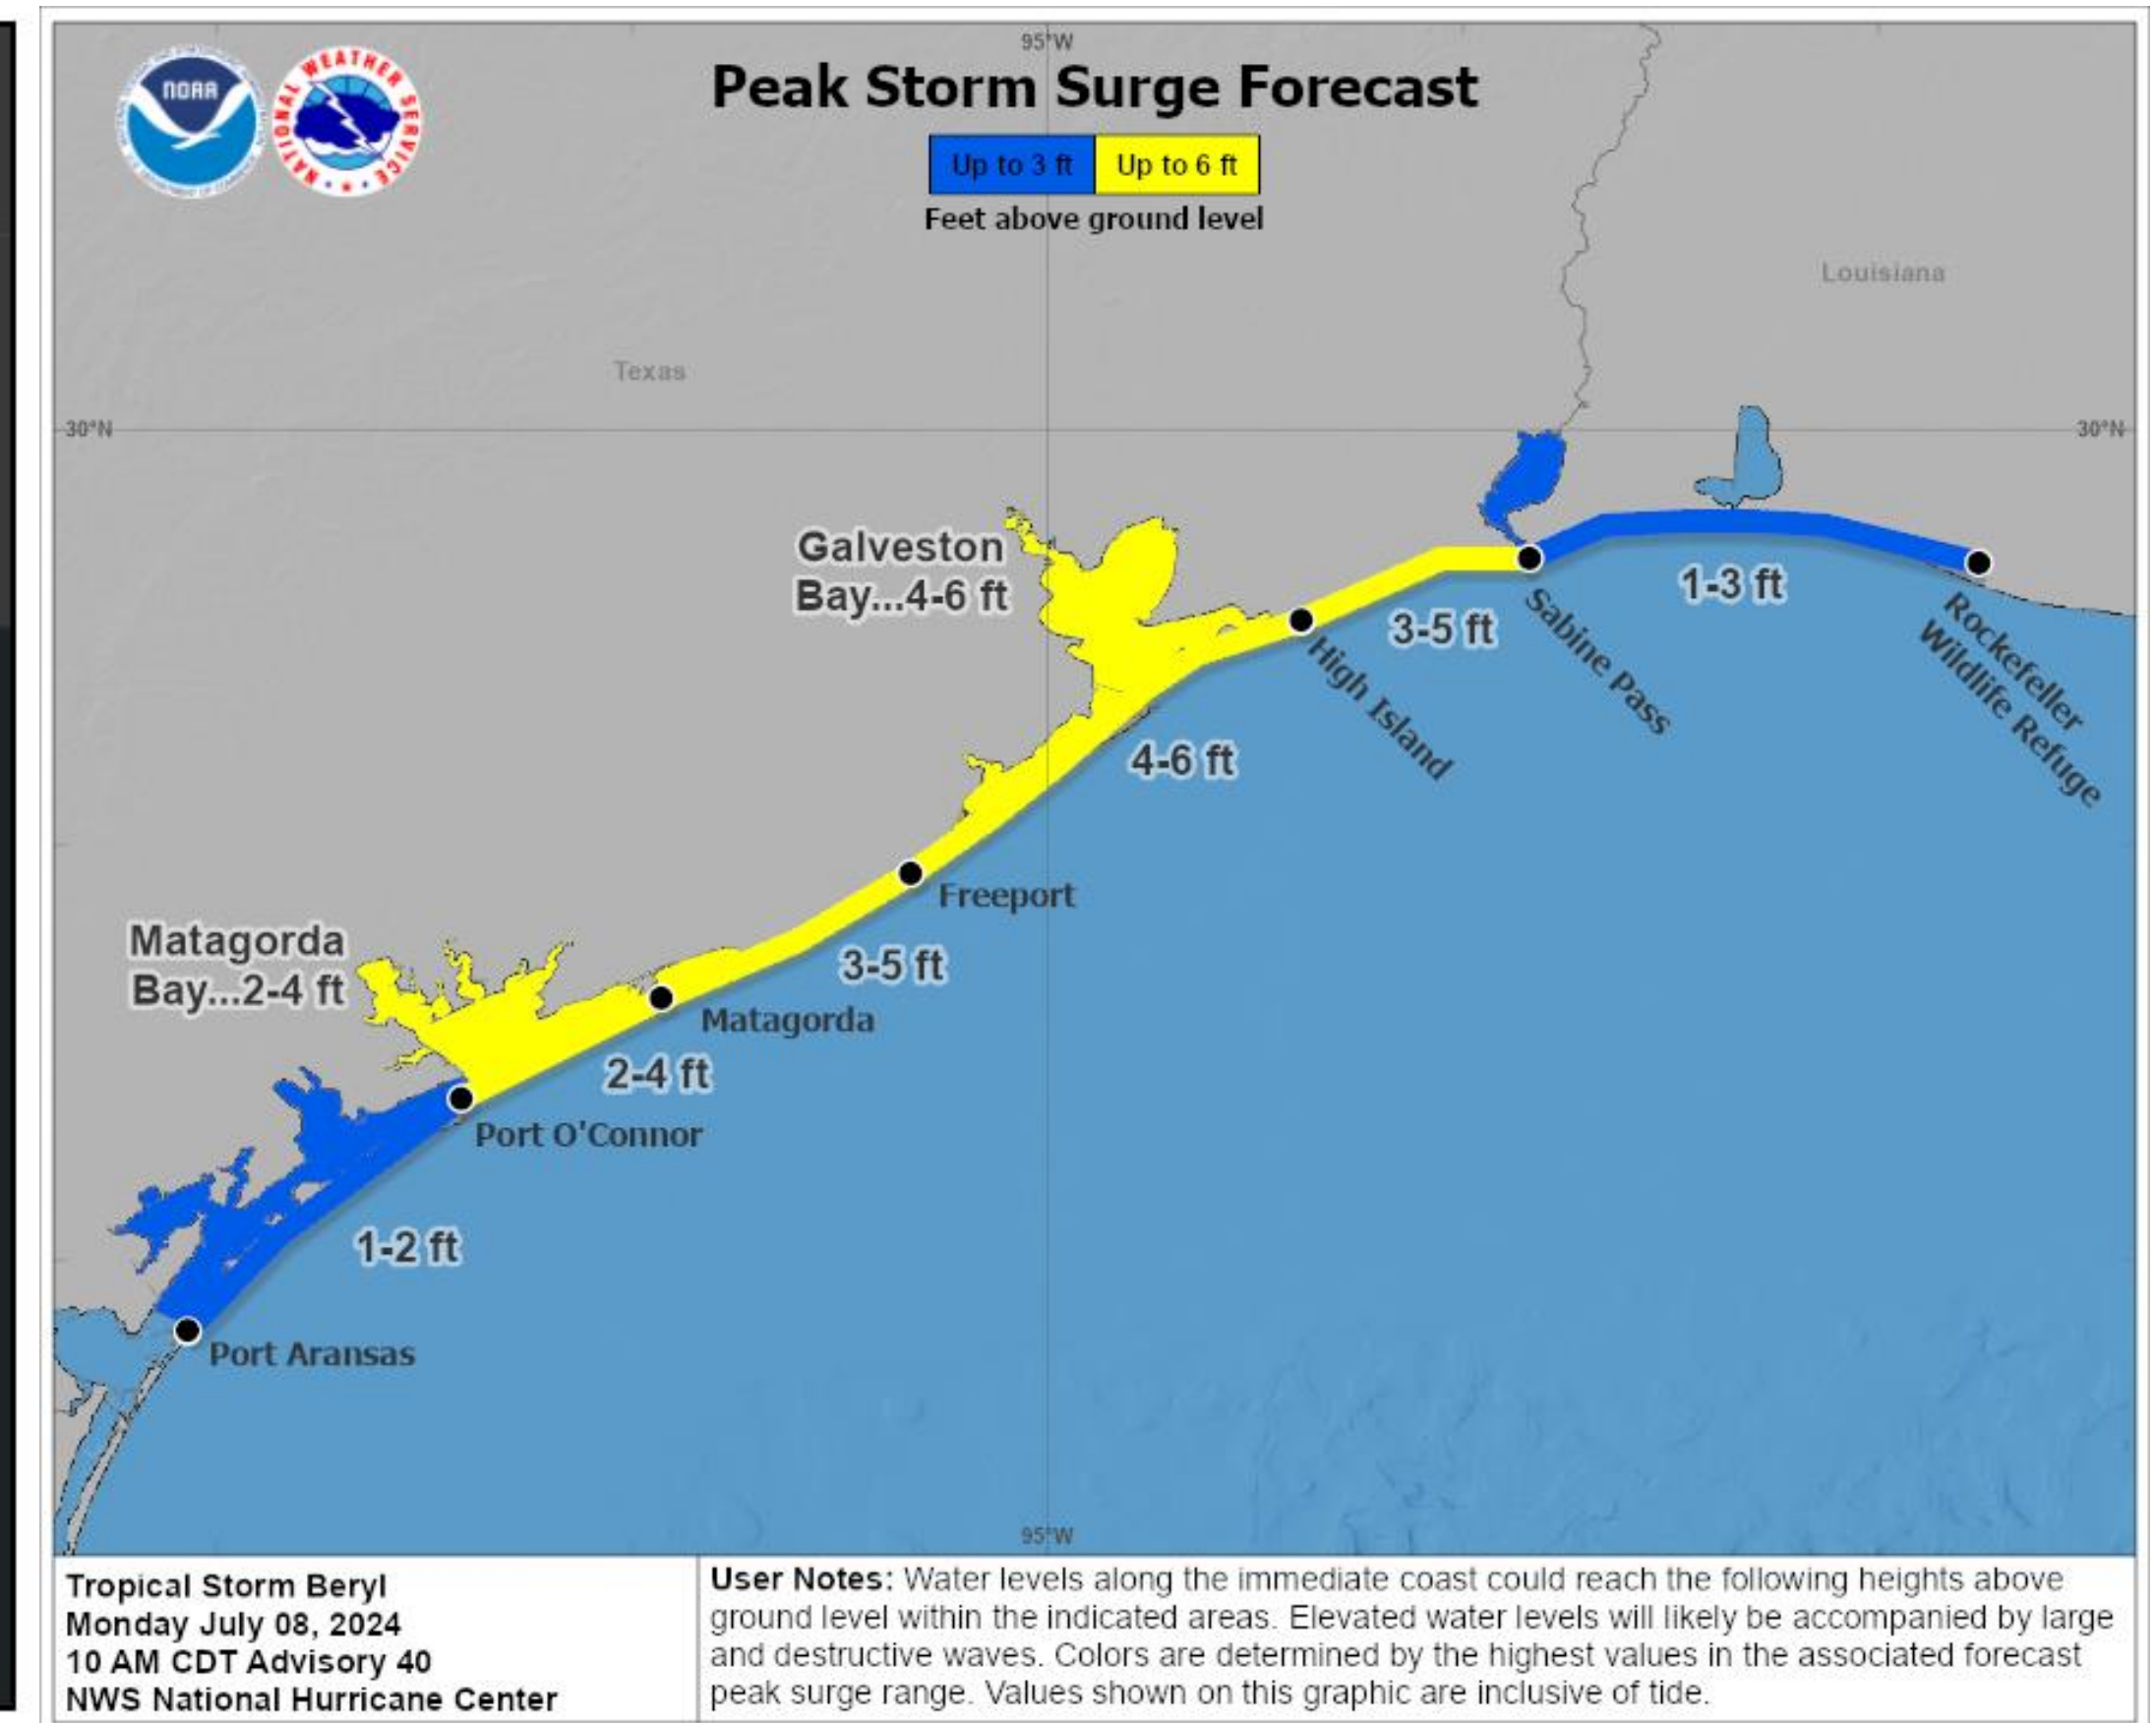 95°W
Peak Storm Surge Forecast
NOAA
NATIONAL WEATHER SERVICE
Up to 3 ft
Up to 6 ft
Feet above ground level
Louisiana
Texas
30°N
30°N
Galveston
Bay...4-6 ft
1-3 ft
3-5 ft
Sabine Pass
Rockefeller
Wildlife Refuge
High Island
4-6 ft
Freeport
Matagorda
Bay...2-4 ft
3-5 ft
Matagorda
2-4 ft
Port O'Connor
1-2 ft
Port Aransas
95°W
Tropical Storm Beryl
Monday July 08, 2024
10 AM CDT Advisory 40
NWS National Hurricane Center
User Notes: Water levels along the immediate coast could reach the following heights above
ground level within the indicated areas. Elevated water levels will likely be accompanied by large
and destructive waves. Colors are determined by the highest values in the associated forecast
peak surge range. Values shown on this graphic are inclusive of tide.